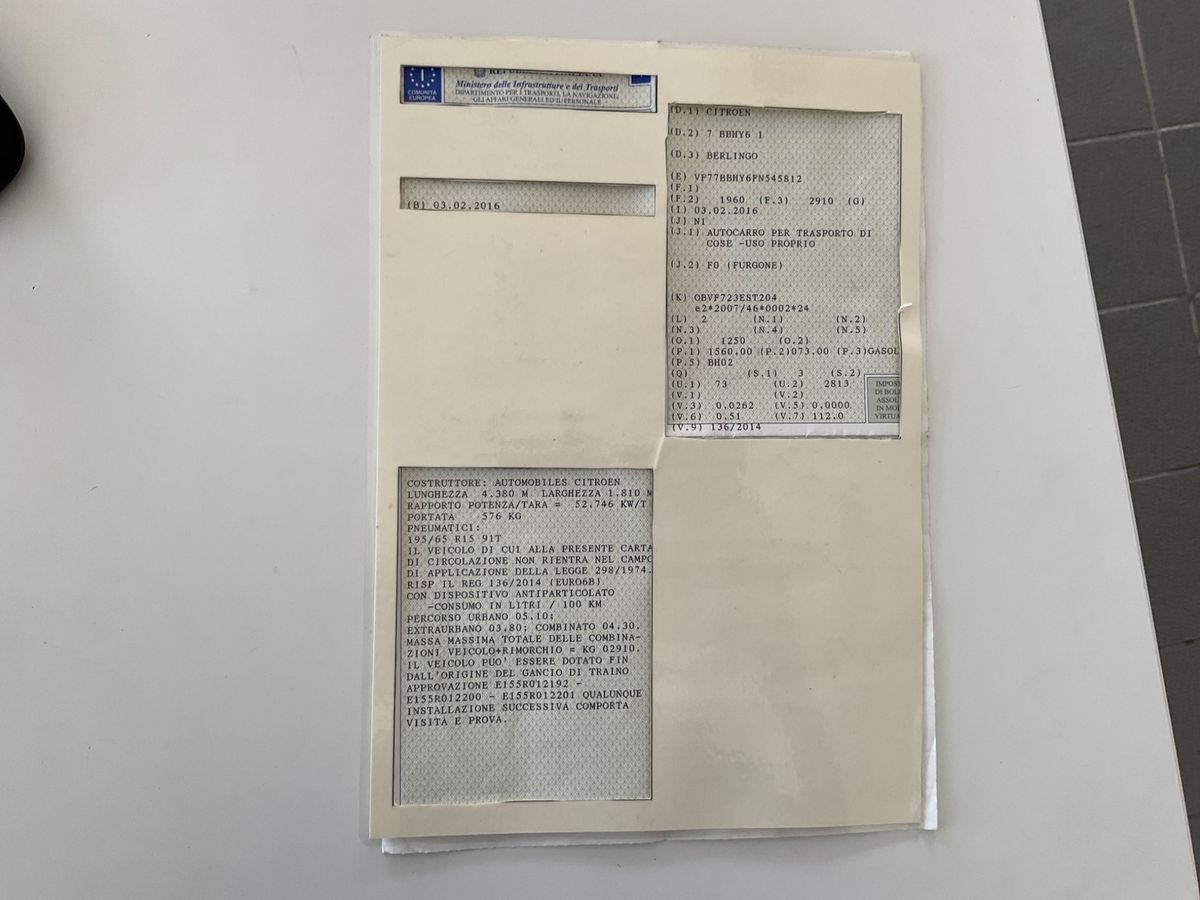 COMUNITÀ
EUROPEA
Ministero delle Infrastrutture e dei Trasporti
DIPARTIMENTO PER I TRASPORTI, LA NAVIGAZIONE,
GLI AFFARI GENERALI ED IL PERSONALE
(B) 03.02.2016
(D.1) CITROEN
(D.2) 7 BBHY6 1
(D.3) BERLINGO
(E) VF77BBHY6FN545812
(F.1)
(F.2) 1960 (F.3) 2910 (G)
(I) 03.02.2016
(J) N1
(J.1) AUTOCARRO PER TRASPORTO DI
COSE -USO PROPRIO
(J.2) F0 (FURGONE)
(K) OBVF723EST204
e2*2007/46*0002*24
(L) 2 (N.1) (N.2)
(N.3) (N.4) (N.5)
(O.1) 1250 (O.2)
(P.1) 1560.00 (P.2)073.00 (P.3)GASOL
(P.5) BH02
(Q) (S.1) 3 (S.2)
(U.1) 73 (U.2) 2813
(V.1) (V.2)
(V.3) 0.0262 (V.5) 0.0000
(V.6) 0.51 (V.7) 112.0
(V.9) 136/2014
IMPOST
DI BOL
ASSOL
IN MOD
VIRTUA
COSTRUTTORE: AUTOMOBILES CITROEN
LUNGHEZZA 4.380 M LARGHEZZA 1.810 M
RAPPORTO POTENZA/TARA = 52.746 KW/T
PORTATA 576 KG
PNEUMATICI:
195/65 R15 91T
IL VEICOLO DI CUI ALLA PRESENTE CARTA
DI CIRCOLAZIONE NON RIENTRA NEL CAMPO
DI APPLICAZIONE DELLA LEGGE 298/1974.
RISP IL REG 136/2014 (EURO6B)
CON DISPOSITIVO ANTIPARTICOLATO
-CONSUMO IN LITRI / 100 KM
PERCORSO URBANO 05.10;
EXTRAURBANO 03.80; COMBINATO 04.30.
MASSA MASSIMA TOTALE DELLE COMBINA-
ZIONI VEICOLO+RIMORCHIO = KG 02910.
IL VEICOLO PUO' ESSERE DOTATO FIN
DALL'ORIGINE DEL GANCIO DI TRAINO
APPROVAZIONE E155R012192 -
E155R012200 - E155R012201 QUALUNQUE
INSTALLAZIONE SUCCESSIVA COMPORTA
VISITA E PROVA.